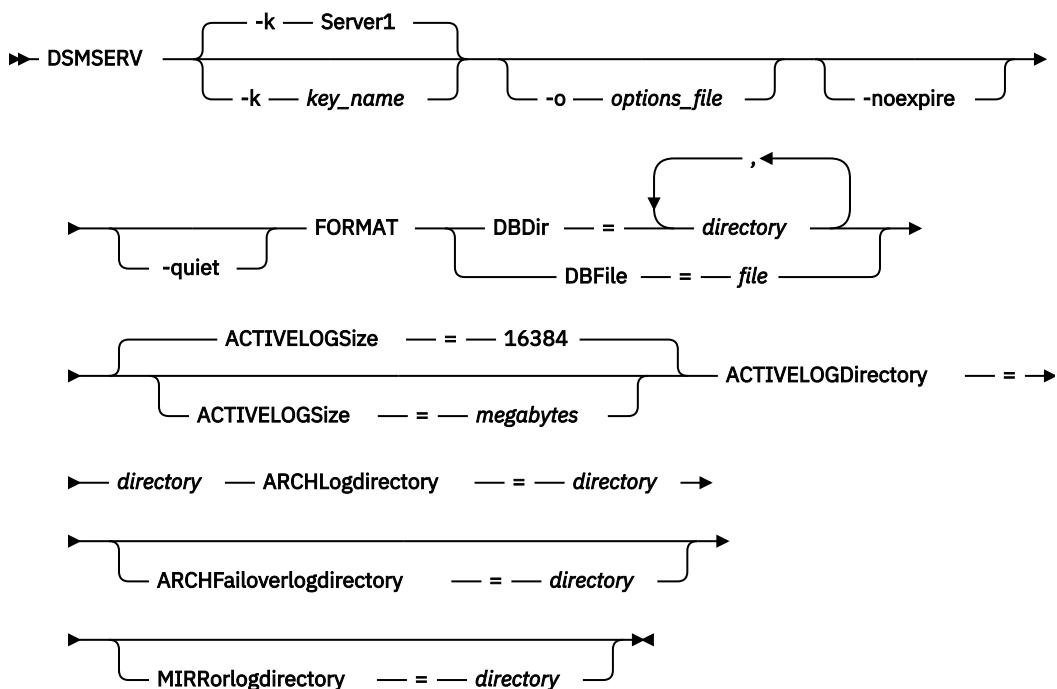 -k — Server1
DSMSERV
-k — key_name
-o — options_file
-noexpire
,
-quiet
FORMAT
DBDir — = — directory
DBFile — = — file
ACTIVELOGSize — = — 16384
ACTIVELOGSize — = — megabytes
ACTIVELOGDirectory — =
directory — ARCHLogdirectory — = — directory
ARCHFailoverlogdirectory — = — directory
MIRRorlogdirectory — = — directory